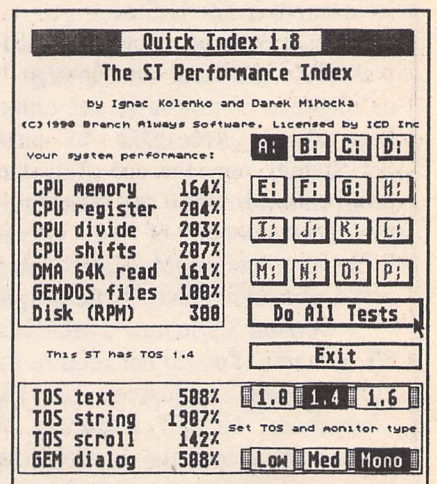 Quick Index 1.8
The ST Performance Index
by Ignac Kolenko and Darek Mihocka
(C)1990 Branch Always Software. Licensed by ICD Inc
Your system performance:
CPU memory 164%
CPU register 204%
CPU divide 203%
CPU shifts 207%
DMA 64K read 161%
GEMDOS files 100%
Disk (RPM) 300
A: B: C: D:
E: F: G: H:
I: J: K: L:
M: N: O: P:
Do All Tests
This ST has TOS 1.4
Exit
TOS text 508%
TOS string 1907%
TOS scroll 142%
GEM dialog 508%
1.0 1.4 1.6
Set TOS and monitor type
Low Med Mono